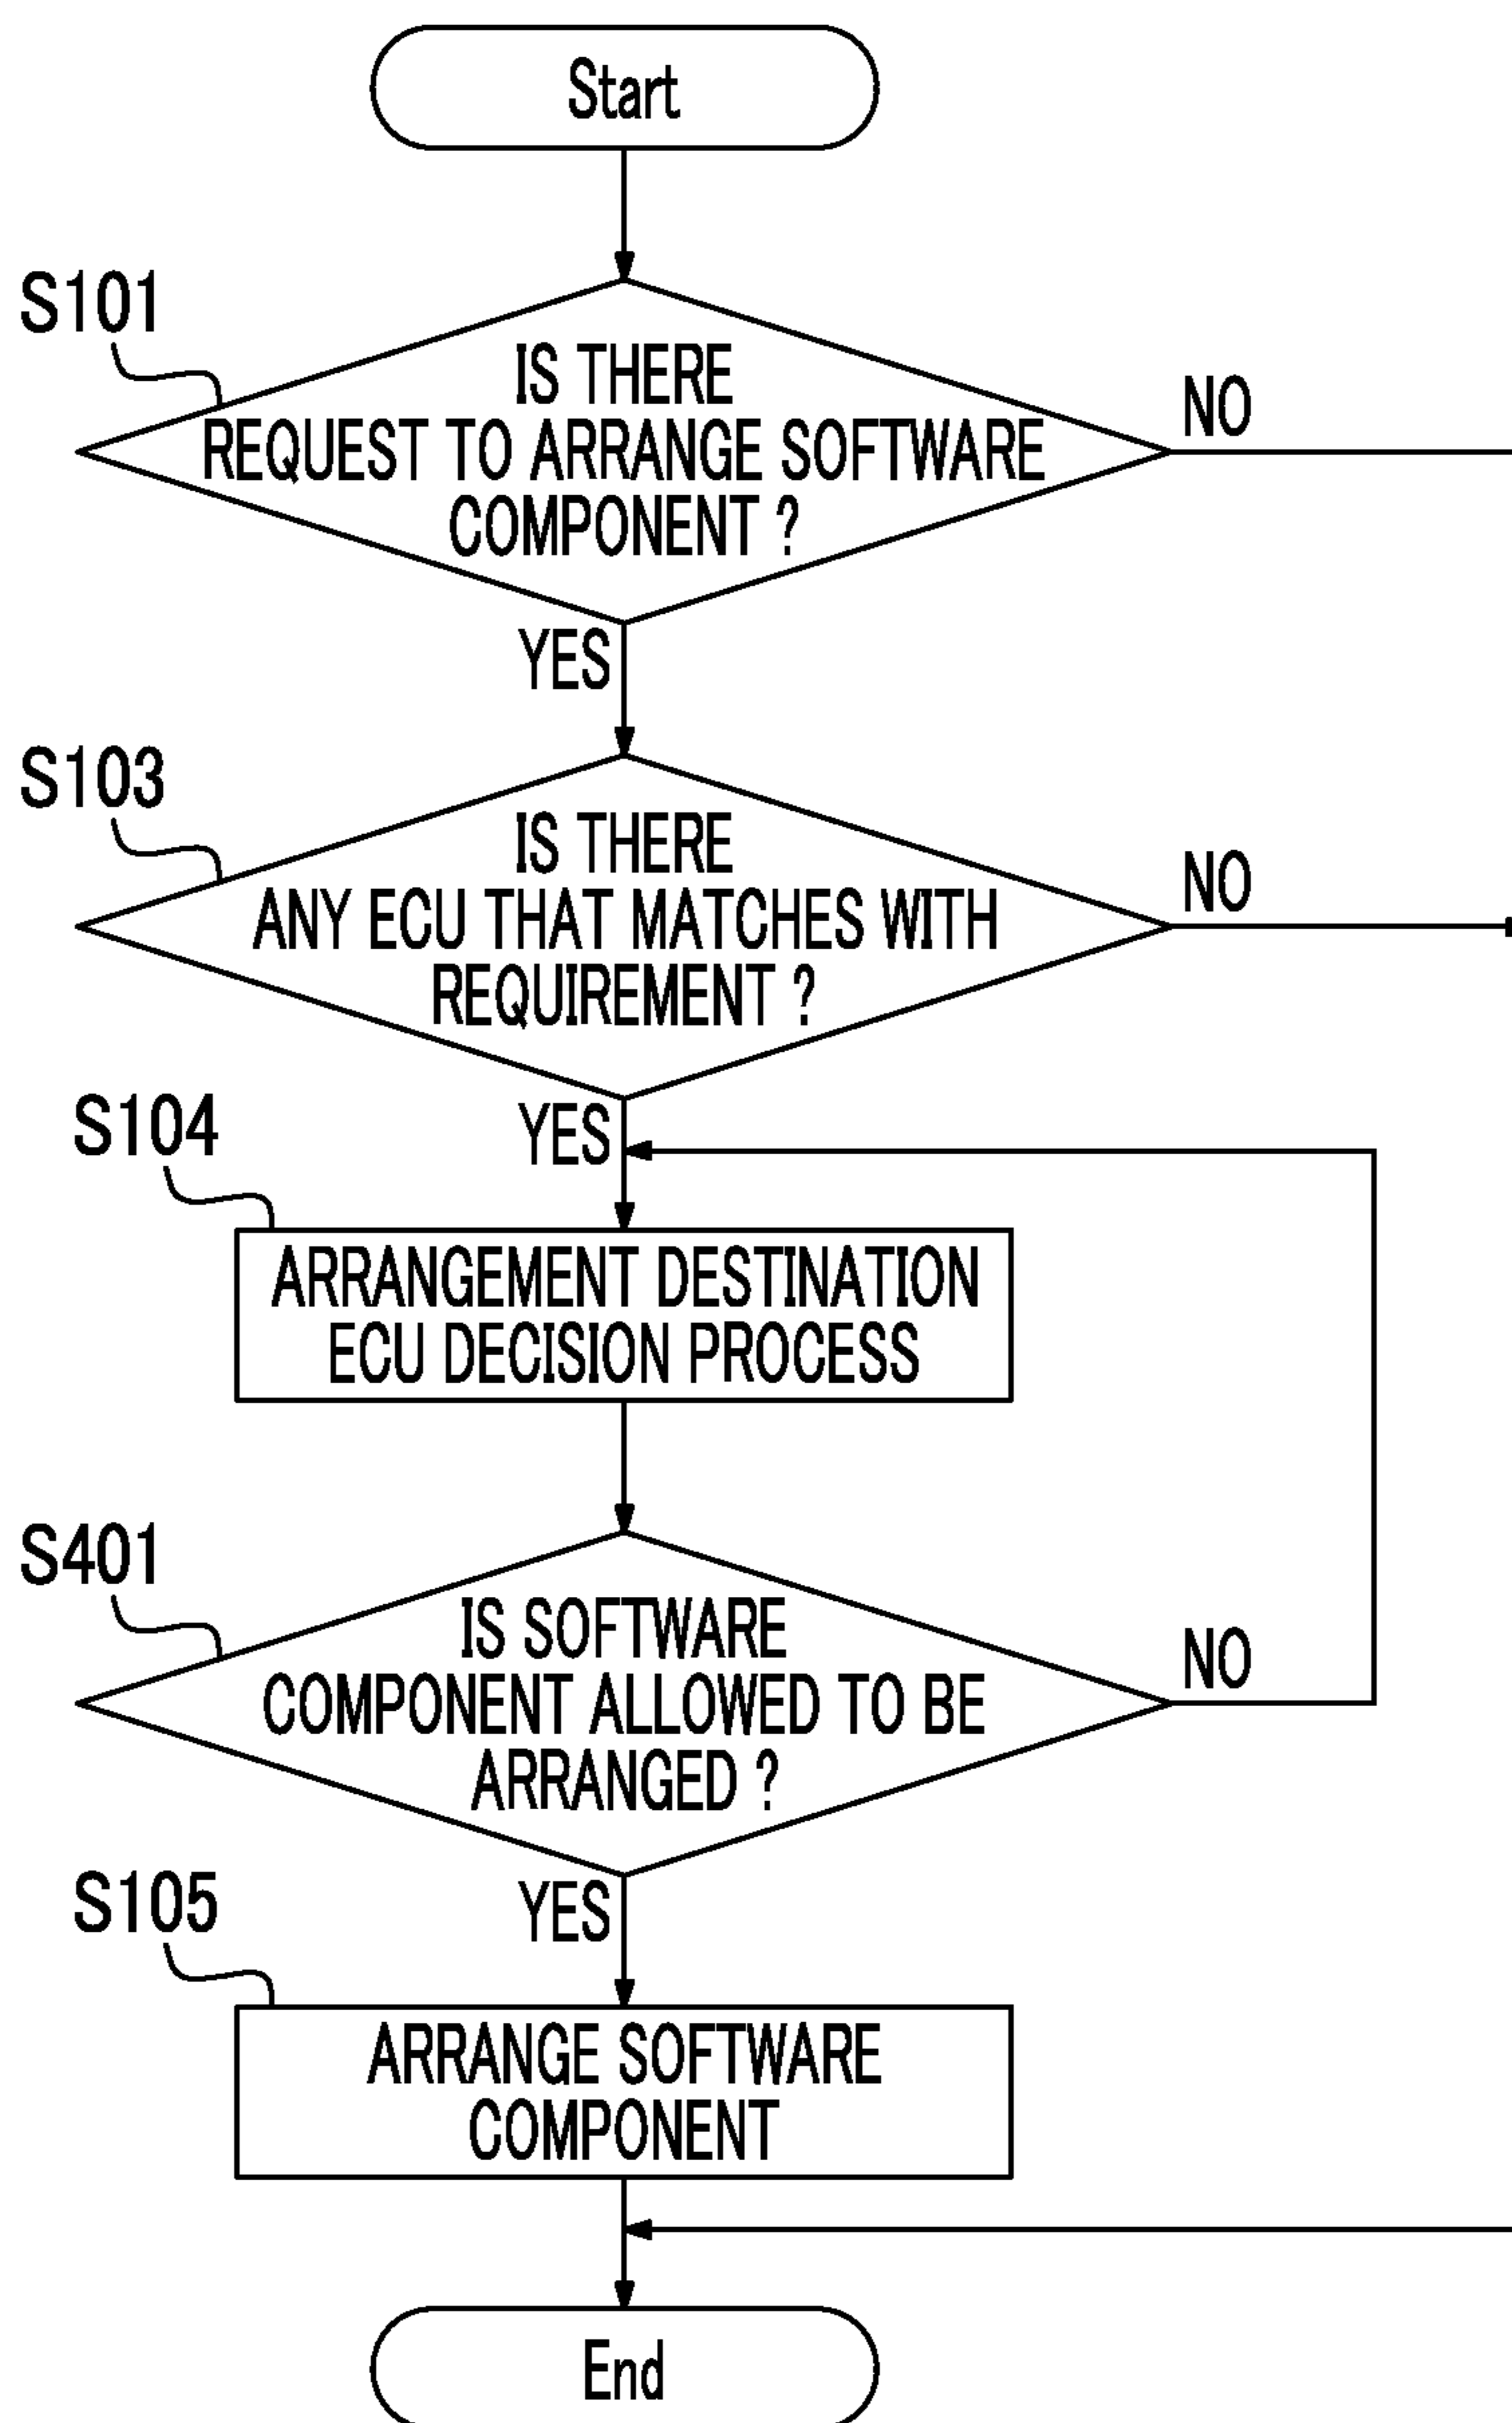 Start
S101
IS THERE
REQUEST TO ARRANGE SOFTWARE
COMPONENT ?
NO
YES
S103
IS THERE
ANY ECU THAT MATCHES WITH
REQUIREMENT ?
NO
YES
S104
ARRANGEMENT DESTINATION
ECU DECISION PROCESS
S401
IS SOFTWARE
COMPONENT ALLOWED TO BE
ARRANGED ?
NO
YES
S105
ARRANGE SOFTWARE
COMPONENT
End